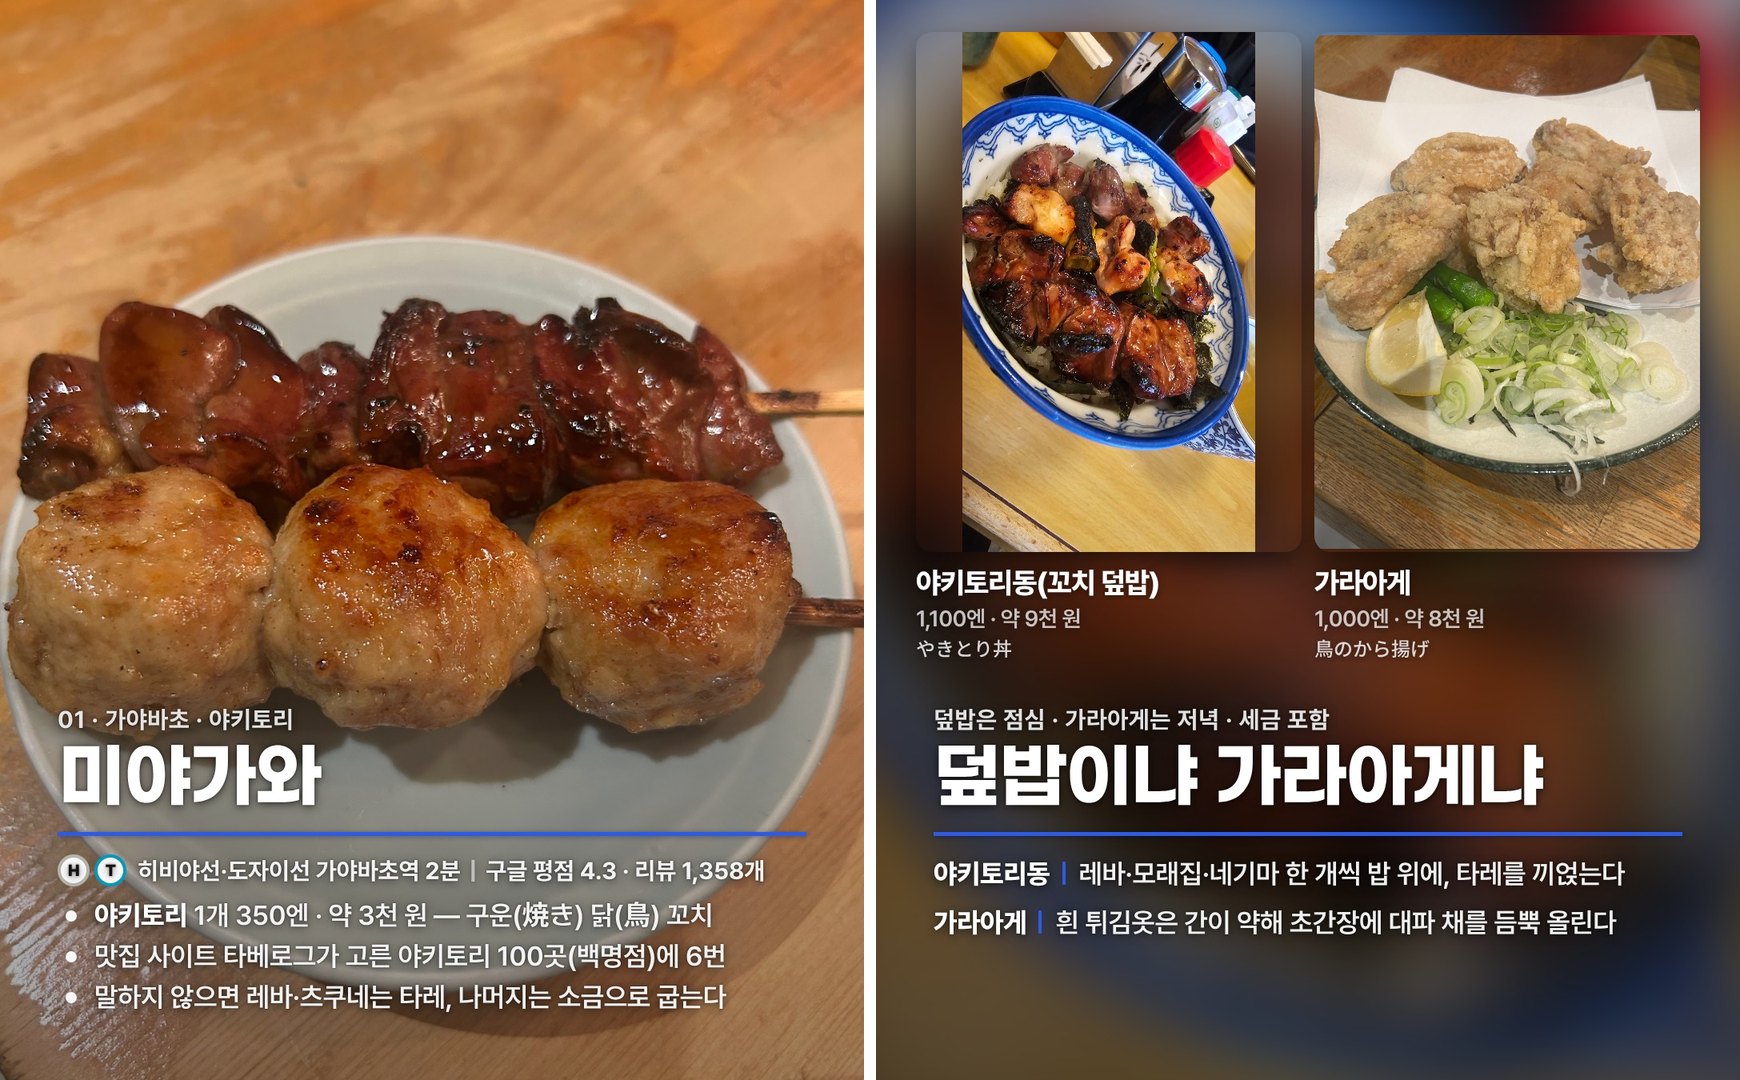 01 · 가야바초 · 야키토리
미야가와
H T 히비야선·도자이선 가야바초역 2분 | 구글 평점 4.3 · 리뷰 1,358개
• 야키토리 1개 350엔 · 약 3천 원 — 구운(焼き) 닭(鳥) 꼬치
• 맛집 사이트 타베로그가 고른 야키토리 100곳(백명점)에 6번
• 말하지 않으면 레바·츠쿠네는 타레, 나머지는 소금으로 굽는다
야키토리동(꼬치 덮밥)
1,100엔 · 약 9천 원
やきとり丼
가라아게
1,000엔 · 약 8천 원
鳥のから揚げ
덮밥은 점심 · 가라아게는 저녁 · 세금 포함
덮밥이냐 가라아게냐
야키토리동 | 레바·모래집·네기마 한 개씩 밥 위에, 타레를 끼얹는다
가라아게 | 흰 튀김옷은 간이 약해 초간장에 대파 채를 듬뿍 올린다